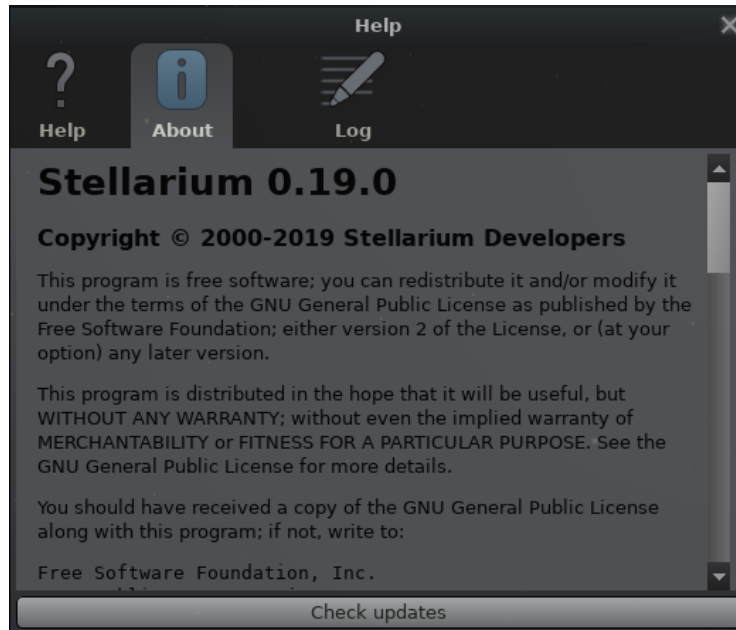 Help
Help
About
Log
Stellarium 0.19.0
Copyright © 2000-2019 Stellarium Developers
This program is free software; you can redistribute it and/or modify it
under the terms of the GNU General Public License as published by the
Free Software Foundation; either version 2 of the License, or (at your
option) any later version.
This program is distributed in the hope that it will be useful, but
WITHOUT ANY WARRANTY; without even the implied warranty of
MERCHANTABILITY or FITNESS FOR A PARTICULAR PURPOSE. See the
GNU General Public License for more details.
You should have received a copy of the GNU General Public License
along with this program; if not, write to:
Free Software Foundation, Inc.
Check updates